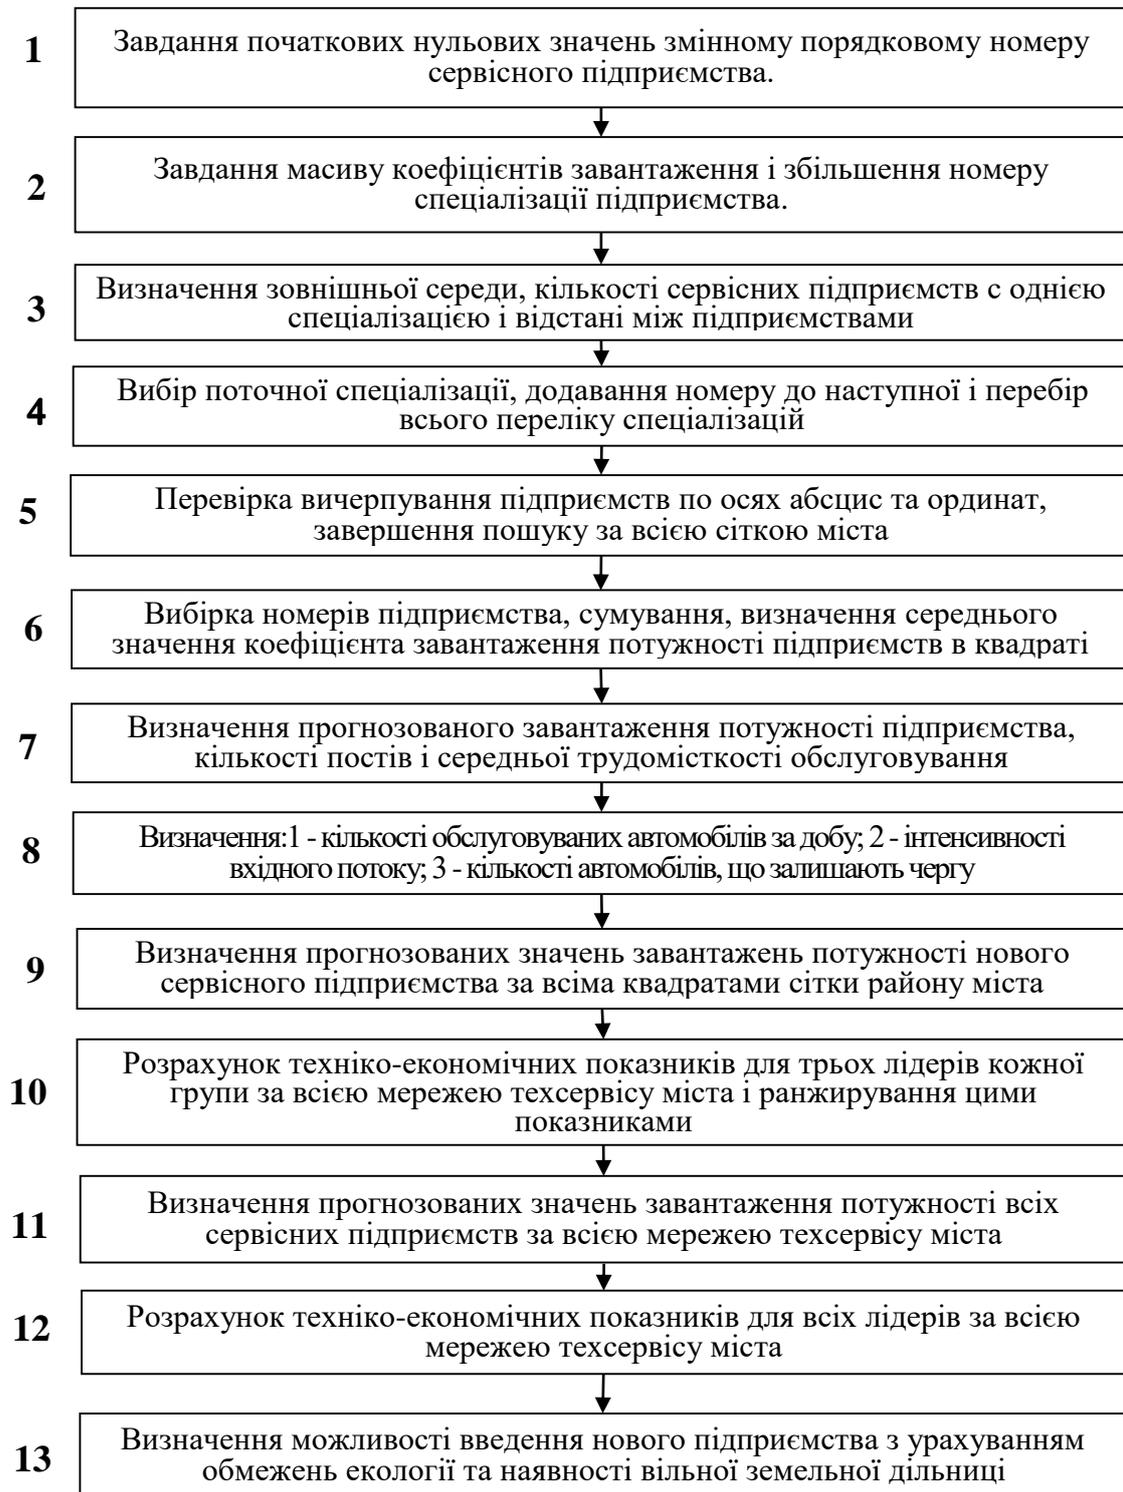 1
Завдання початкових нульових значень змінному порядковому номеру
сервісного підприємства.
2
Завдання масиву коефіцієнтів завантаження і збільшення номеру
спеціалізації підприємства.
3
Визначення зовнішньої середи, кількості сервісних підприємств с однією
спеціалізацією і відстані між підприємствами
4
Вибір поточної спеціалізації, додавання номеру до наступної і перебір
всього переліку спеціалізацій
5
Перевірка вичерпування підприємств по осях абсцис та ординат,
завершення пошуку за всією сіткою міста
6
Вибірка номерів підприємства, сумування, визначення середнього
значення коефіцієнта завантаження потужності підприємств в квадраті
7
Визначення прогнозованого завантаження потужності підприємства,
кількості постів і середньої трудомісткості обслуговування
8
Визначення:1 - кількості обслуговуваних автомобілів за добу; 2 - інтенсивності
вхідного потоку; 3 - кількості автомобілів, що залишають чергу
9
Визначення прогнозованих значень завантажень потужності нового
сервісного підприємства за всіма квадратами сітки району міста
10
Розрахунок техніко-економічних показників для трьох лідерів кожної
групи за всією мережею техсервісу міста і ранжирування цими
показниками
11
Визначення прогнозованих значень завантаження потужності всіх
сервісних підприємств за всією мережею техсервісу міста
12
Розрахунок техніко-економічних показників для всіх лідерів за всією
мережею техсервісу міста
13
Визначення можливості введення нового підприємства з урахуванням
обмежень екології та наявності вільної земельної дільниці